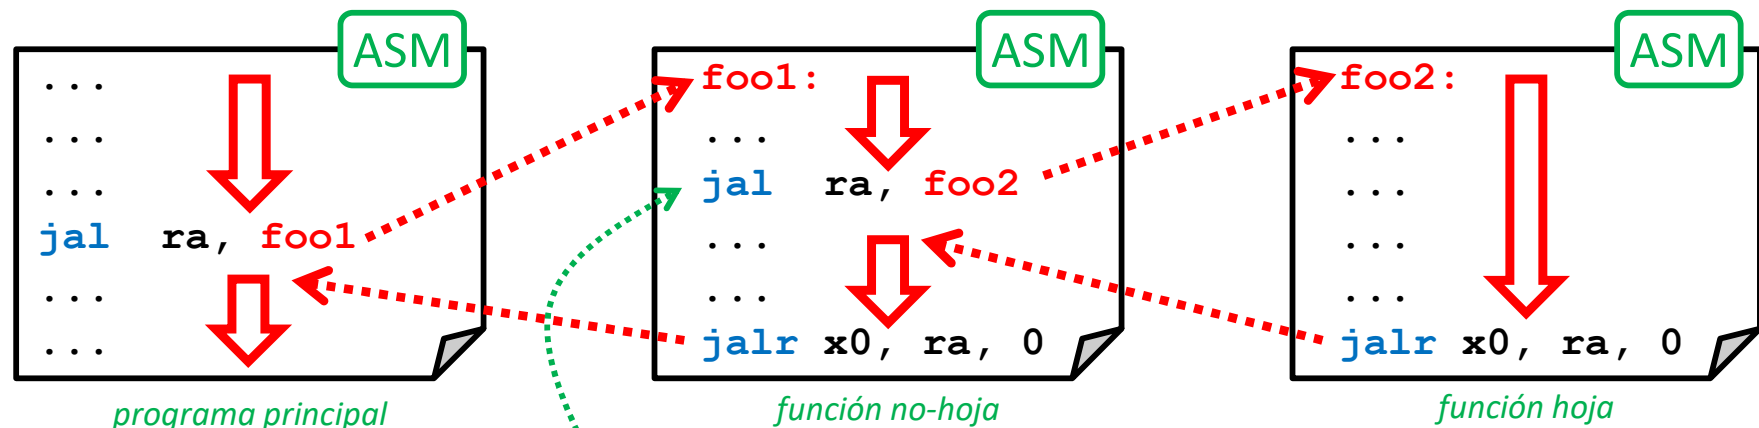 ASM
...
...
...
jal ra, foo1
...
...
programa principal
ASM
foo1:
...
jal ra, foo2
...
...
jalr x0, ra, 0
función no-hoja
ASM
foo2:
...
...
...
...
jalr x0, ra, 0
función hoja